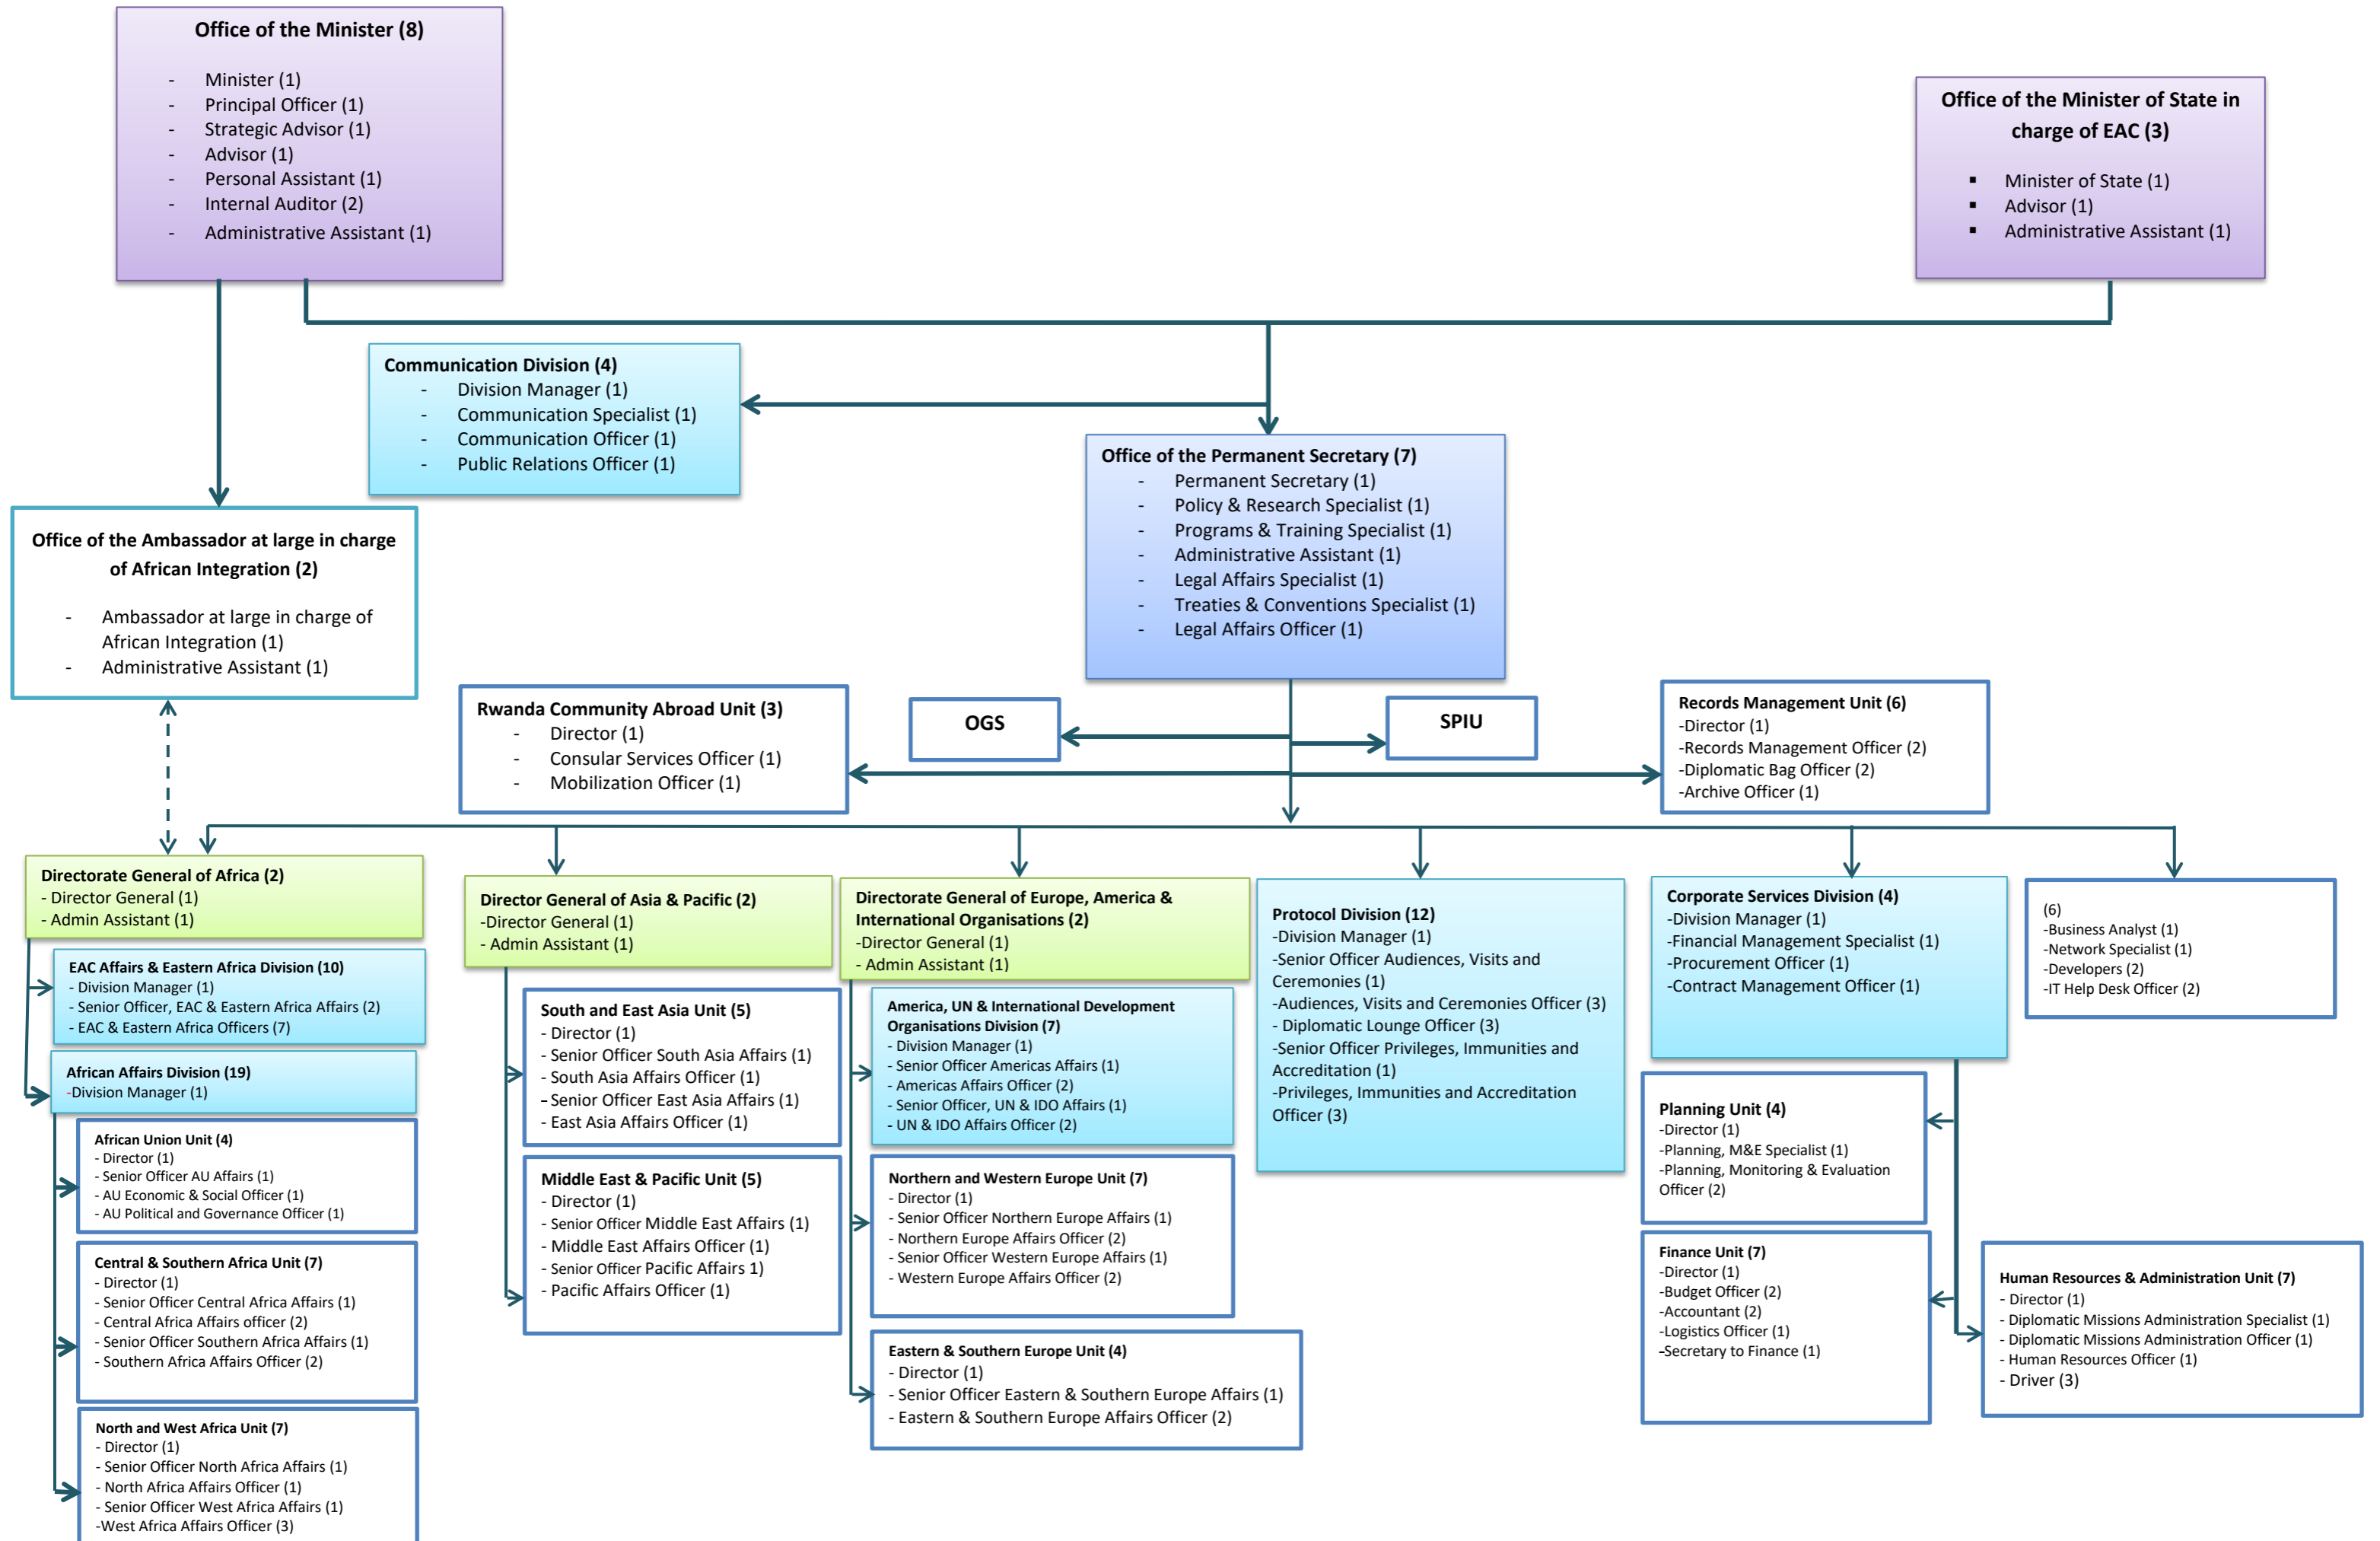 Office of the Minister (8)
- Minister (1)
- Principal Officer (1)
- Strategic Advisor (1)
- Advisor (1)
- Personal Assistant (1)
- Internal Auditor (2)
- Administrative Assistant (1)
Office of the Minister of State in
charge of EAC (3)
▪ Minister of State (1)
▪ Advisor (1)
▪ Administrative Assistant (1)
Communication Division (4)
- Division Manager (1)
- Communication Specialist (1)
- Communication Officer (1)
- Public Relations Officer (1)
Office of the Permanent Secretary (7)
- Permanent Secretary (1)
- Policy & Research Specialist (1)
- Programs & Training Specialist (1)
- Administrative Assistant (1)
- Legal Affairs Specialist (1)
- Treaties & Conventions Specialist (1)
- Legal Affairs Officer (1)
Office of the Ambassador at large in charge
of African Integration (2)
- Ambassador at large in charge of
African Integration (1)
- Administrative Assistant (1)
Rwanda Community Abroad Unit (3)
- Director (1)
- Consular Services Officer (1)
- Mobilization Officer (1)
OGS
SPIU
Records Management Unit (6)
-Director (1)
-Records Management Officer (2)
-Diplomatic Bag Officer (2)
-Archive Officer (1)
Directorate General of Africa (2)
- Director General (1)
- Admin Assistant (1)
EAC Affairs & Eastern Africa Division (10)
- Division Manager (1)
- Senior Officer, EAC & Eastern Africa Affairs (2)
- EAC & Eastern Africa Officers (7)
African Affairs Division (19)
-Division Manager (1)
African Union Unit (4)
- Director (1)
- Senior Officer AU Affairs (1)
- AU Economic & Social Officer (1)
- AU Political and Governance Officer (1)
Central & Southern Africa Unit (7)
- Director (1)
- Senior Officer Central Africa Affairs (1)
- Central Africa Affairs officer (2)
- Senior Officer Southern Africa Affairs (1)
- Southern Africa Affairs Officer (2)
North and West Africa Unit (7)
- Director (1)
- Senior Officer North Africa Affairs (1)
- North Africa Affairs Officer (1)
- Senior Officer West Africa Affairs (1)
-West Africa Affairs Officer (3)
Director General of Asia & Pacific (2)
-Director General (1)
- Admin Assistant (1)
South and East Asia Unit (5)
- Director (1)
- Senior Officer South Asia Affairs (1)
- South Asia Affairs Officer (1)
- Senior Officer East Asia Affairs (1)
- East Asia Affairs Officer (1)
Middle East & Pacific Unit (5)
- Director (1)
- Senior Officer Middle East Affairs (1)
- Middle East Affairs Officer (1)
- Senior Officer Pacific Affairs 1)
- Pacific Affairs Officer (1)
Directorate General of Europe, America &
International Organisations (2)
-Director General (1)
- Admin Assistant (1)
America, UN & International Development
Organisations Division (7)
- Division Manager (1)
- Senior Officer Americas Affairs (1)
- Americas Affairs Officer (2)
- Senior Officer, UN & IDO Affairs (1)
- UN & IDO Affairs Officer (2)
Northern and Western Europe Unit (7)
- Director (1)
- Senior Officer Northern Europe Affairs (1)
- Northern Europe Affairs Officer (2)
- Senior Officer Western Europe Affairs (1)
- Western Europe Affairs Officer (2)
Eastern & Southern Europe Unit (4)
- Director (1)
- Senior Officer Eastern & Southern Europe Affairs (1)
- Eastern & Southern Europe Affairs Officer (2)
Protocol Division (12)
-Division Manager (1)
-Senior Officer Audiences, Visits and
Ceremonies (1)
-Audiences, Visits and Ceremonies Officer (3)
- Diplomatic Lounge Officer (3)
-Senior Officer Privileges, Immunities and
Accreditation (1)
-Privileges, Immunities and Accreditation
Officer (3)
Corporate Services Division (4)
-Division Manager (1)
-Financial Management Specialist (1)
-Procurement Officer (1)
-Contract Management Officer (1)
Planning Unit (4)
-Director (1)
-Planning, M&E Specialist (1)
-Planning, Monitoring & Evaluation
Officer (2)
Finance Unit (7)
-Director (1)
-Budget Officer (2)
-Accountant (2)
-Logistics Officer (1)
-Secretary to Finance (1)
Human Resources & Administration Unit (7)
- Director (1)
- Diplomatic Missions Administration Specialist (1)
- Diplomatic Missions Administration Officer (1)
- Human Resources Officer (1)
- Driver (3)
(6)
-Business Analyst (1)
-Network Specialist (1)
-Developers (2)
-IT Help Desk Officer (2)